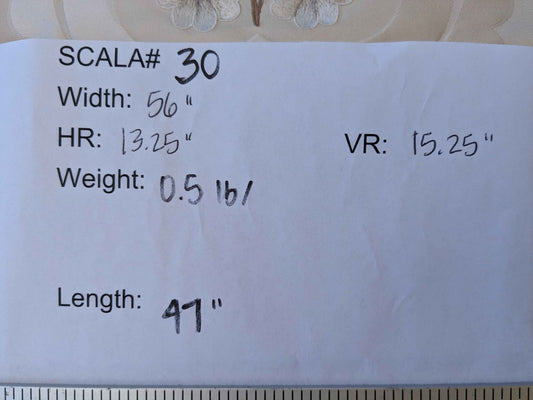 SCALA# 30
Width: 56"
HR: 13.25" VR: 15.25"
Weight: 0.5 lb/
Length: 47"